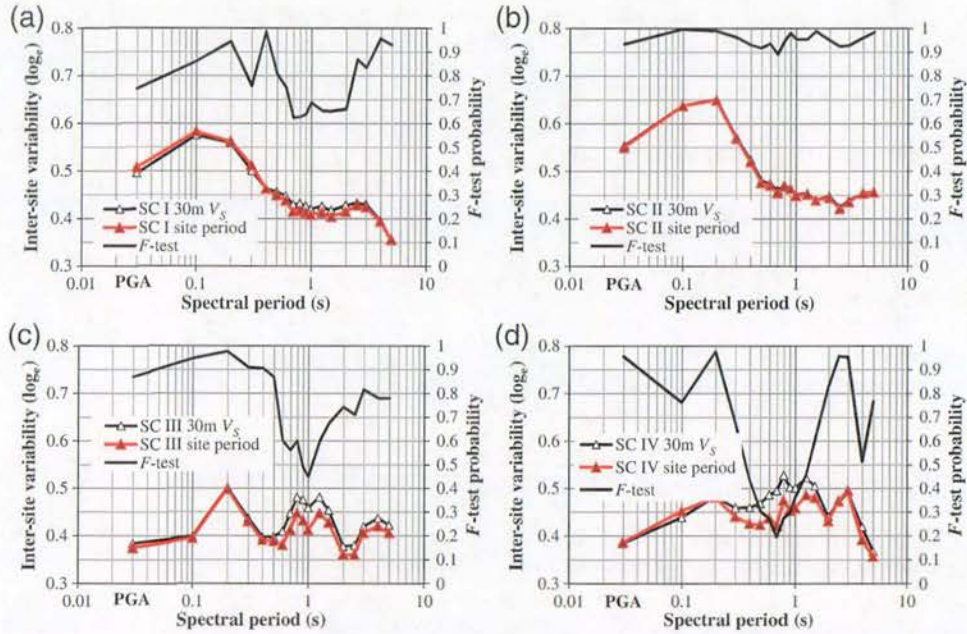 (a)
0.8
0.7
0.6
0.5
0.4
0.3
Inter-site variability (logₑ)
SC I 30m V_S
SC I site period
F-test
1
0.9
0.8
0.7
0.6
0.5
0.4
0.3
0.2
0.1
0
F-test probability
0.01 PGA 0.1 1 10
Spectral period (s)
(b)
0.8
0.7
0.6
0.5
0.4
0.3
Inter-site variability (logₑ)
SC II 30m V_S
SC II site period
F-test
1
0.9
0.8
0.7
0.6
0.5
0.4
0.3
0.2
0.1
0
F-test probability
0.01 PGA 0.1 1 10
Spectral period (s)
(c)
0.8
0.7
0.6
0.5
0.4
0.3
Inter-site variability (logₑ)
SC III 30m V_S
SC III site period
F-test
1
0.9
0.8
0.7
0.6
0.5
0.4
0.3
0.2
0.1
0
F-test probability
0.01 PGA 0.1 1 10
Spectral period (s)
(d)
0.8
0.7
0.6
0.5
0.4
0.3
Inter-site variability (logₑ)
SC IV 30m V_S
SC IV site period
F-test
1
0.9
0.8
0.7
0.6
0.5
0.4
0.3
0.2
0.1
0
F-test probability
0.01 PGA 0.1 1 10
Spectral period (s)